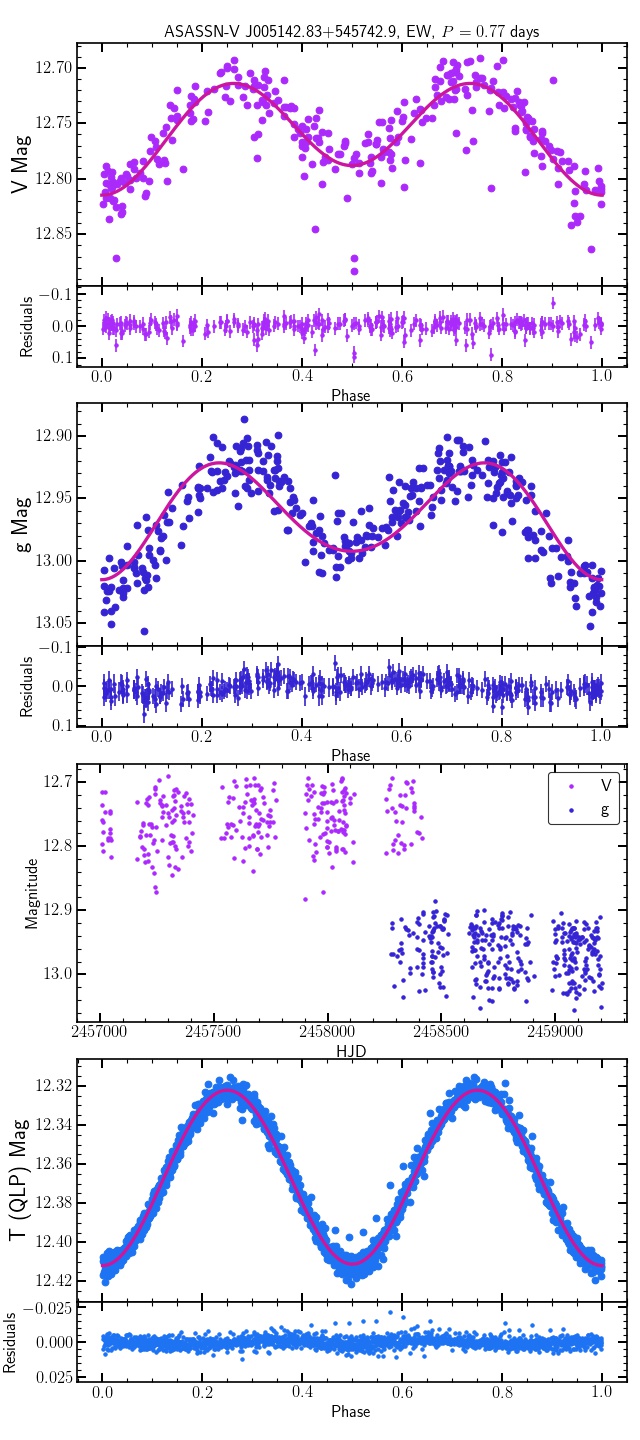 ASASSN-V J005142.83+545742.9, EW, P = 0.77 days
12.70
12.75
12.80
12.85
V Mag
−0.1
0.0
0.1
Residuals
0.0 0.2 0.4 0.6 0.8 1.0
Phase
12.90
12.95
13.00
13.05
g Mag
−0.1
0.0
0.1
Residuals
0.0 0.2 0.4 0.6 0.8 1.0
Phase
12.7
12.8
12.9
13.0
Magnitude
V
g
2457000 2457500 2458000 2458500 2459000
HJD
12.32
12.34
12.36
12.38
12.40
12.42
T (QLP) Mag
−0.025
0.000
0.025
Residuals
0.0 0.2 0.4 0.6 0.8 1.0
Phase